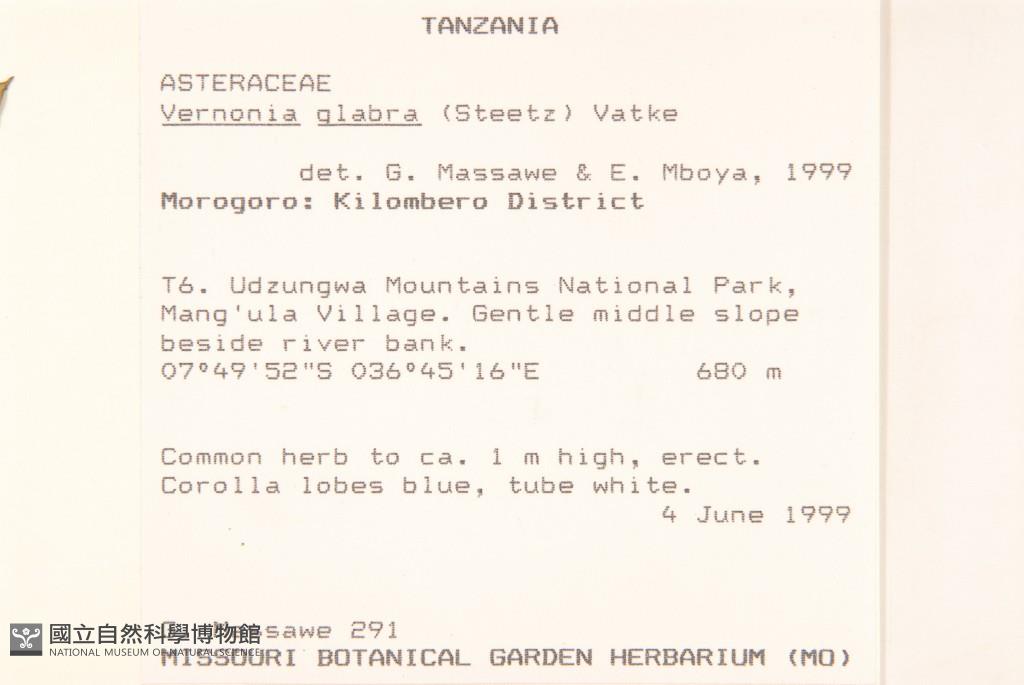 TANZANIA
ASTERACEAE
Vernonia glabra (Steetz) Vatke
det. G. Massawe & E. Mboya, 1999
Morogoro: Kilombero District
T6. Udzungwa Mountains National Park,
Mang'ula Village. Gentle middle slope
beside river bank.
07°49'52"S 036°45'16"E 680 m
Common herb to ca. 1 m high, erect.
Corolla lobes blue, tube white.
4 June 1999
G. Massawe 291
國立自然科學博物館
NATIONAL MUSEUM OF NATURAL SCIENCE
MISSOURI BOTANICAL GARDEN HERBARIUM (MO)